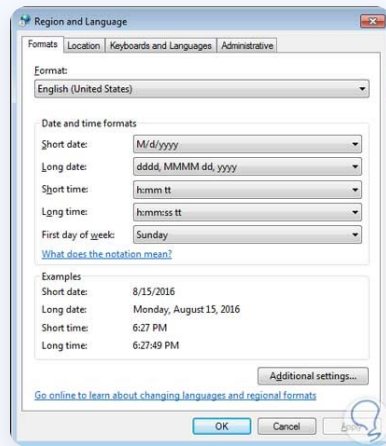 Region and Language
Formats Location Keyboards and Languages Administrative
Format:
English (United States)
Date and time formats
Short date: M/d/yyyy
Long date: dddd, MMMM dd, yyyy
Short time: h:mm tt
Long time: h:mm:ss tt
First day of week: Sunday
What does the notation mean?
Examples
Short date: 8/15/2016
Long date: Monday, August 15, 2016
Short time: 6:27 PM
Long time: 6:27:49 PM
Additional settings...
Go online to learn about changing languages and regional formats
OK Cancel